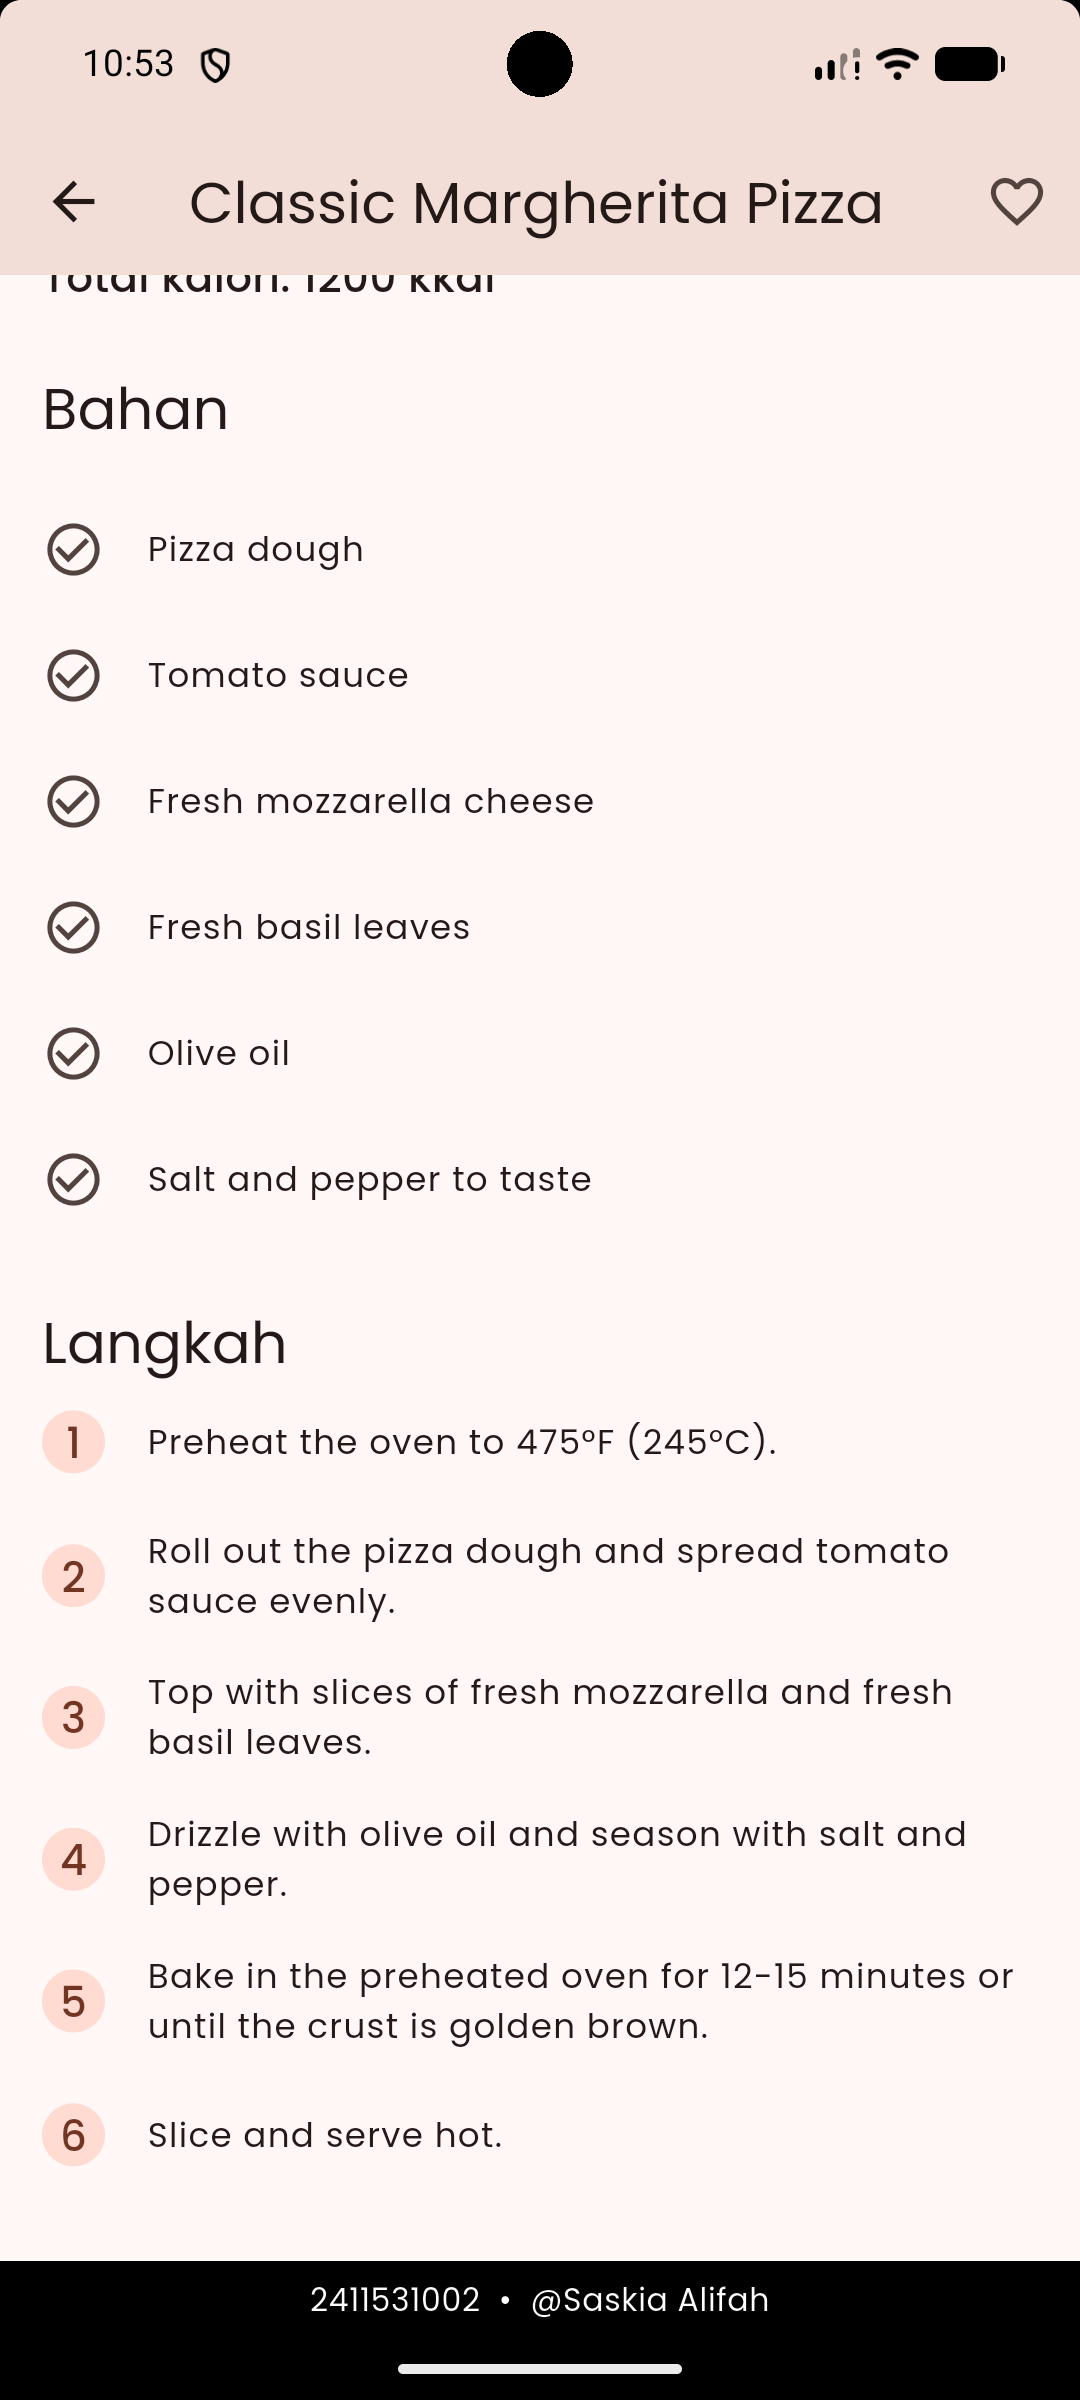 10:53
Classic Margherita Pizza
Total kalori: 1200 kkal
Bahan
Pizza dough
Tomato sauce
Fresh mozzarella cheese
Fresh basil leaves
Olive oil
Salt and pepper to taste
Langkah
1 Preheat the oven to 475°F (245°C).
2 Roll out the pizza dough and spread tomato
sauce evenly.
3 Top with slices of fresh mozzarella and fresh
basil leaves.
4 Drizzle with olive oil and season with salt and
pepper.
5 Bake in the preheated oven for 12-15 minutes or
until the crust is golden brown.
6 Slice and serve hot.
2411531002 • @Saskia Alifah